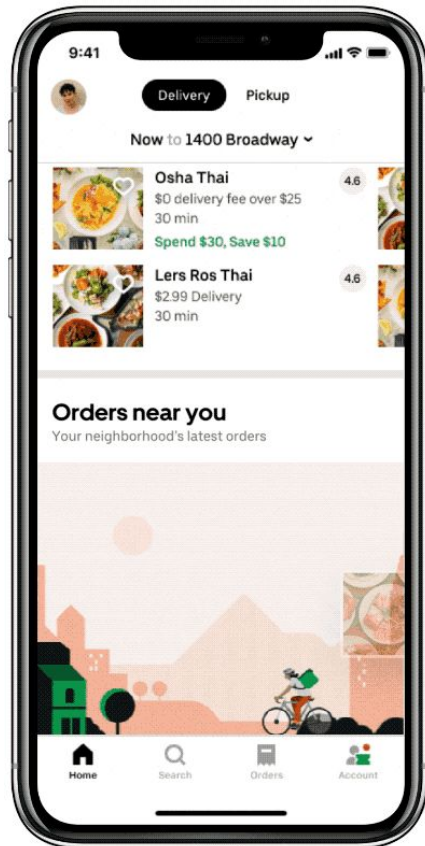 9:41
Delivery
Pickup
Now to 1400 Broadway
Osha Thai
4.6
$0 delivery fee over $25
30 min
Spend $30, Save $10
Lers Ros Thai
4.6
$2.99 Delivery
30 min
Orders near you
Your neighborhood's latest orders
Home
Search
Orders
Account